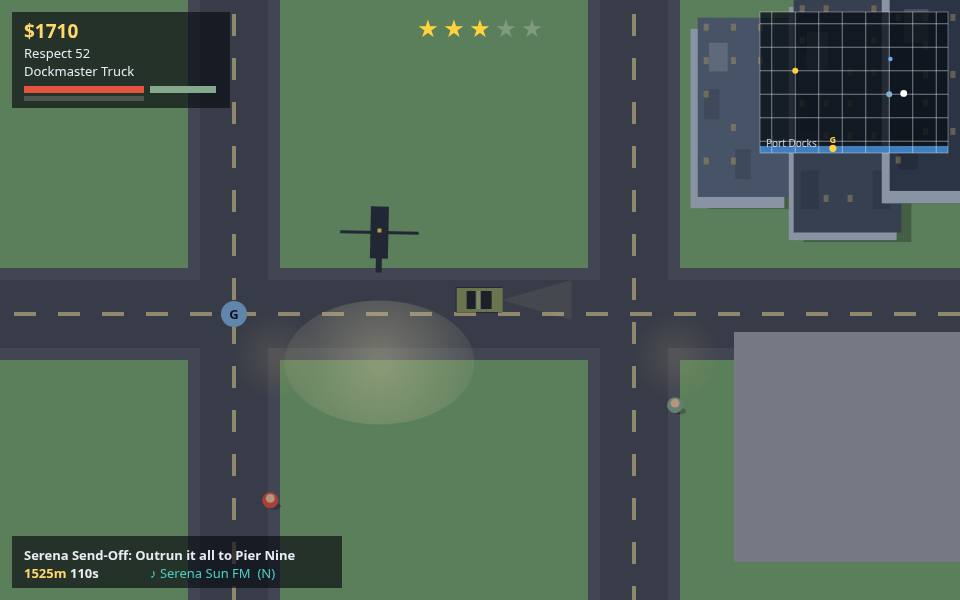 $1710
Respect 52
Dockmaster Truck
★★★★★
G
Port Docks
G
Serena Send-Off: Outrun it all to Pier Nine
1525m 110s ♪ Serena Sun FM (N)